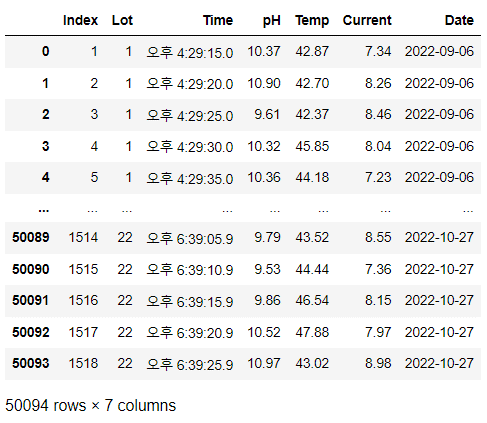 Index Lot Time pH Temp Current Date
0 1 1 오후 4:29:15.0 10.37 42.87 7.34 2022-09-06
1 2 1 오후 4:29:20.0 10.90 42.70 8.26 2022-09-06
2 3 1 오후 4:29:25.0 9.61 42.37 8.46 2022-09-06
3 4 1 오후 4:29:30.0 10.32 45.85 8.04 2022-09-06
4 5 1 오후 4:29:35.0 10.36 44.18 7.23 2022-09-06
... ... ... ... ... ... ... ...
50089 1514 22 오후 6:39:05.9 9.79 43.52 8.55 2022-10-27
50090 1515 22 오후 6:39:10.9 9.53 44.44 7.36 2022-10-27
50091 1516 22 오후 6:39:15.9 9.86 46.54 8.15 2022-10-27
50092 1517 22 오후 6:39:20.9 10.52 47.88 7.97 2022-10-27
50093 1518 22 오후 6:39:25.9 10.97 43.02 8.98 2022-10-27
50094 rows × 7 columns